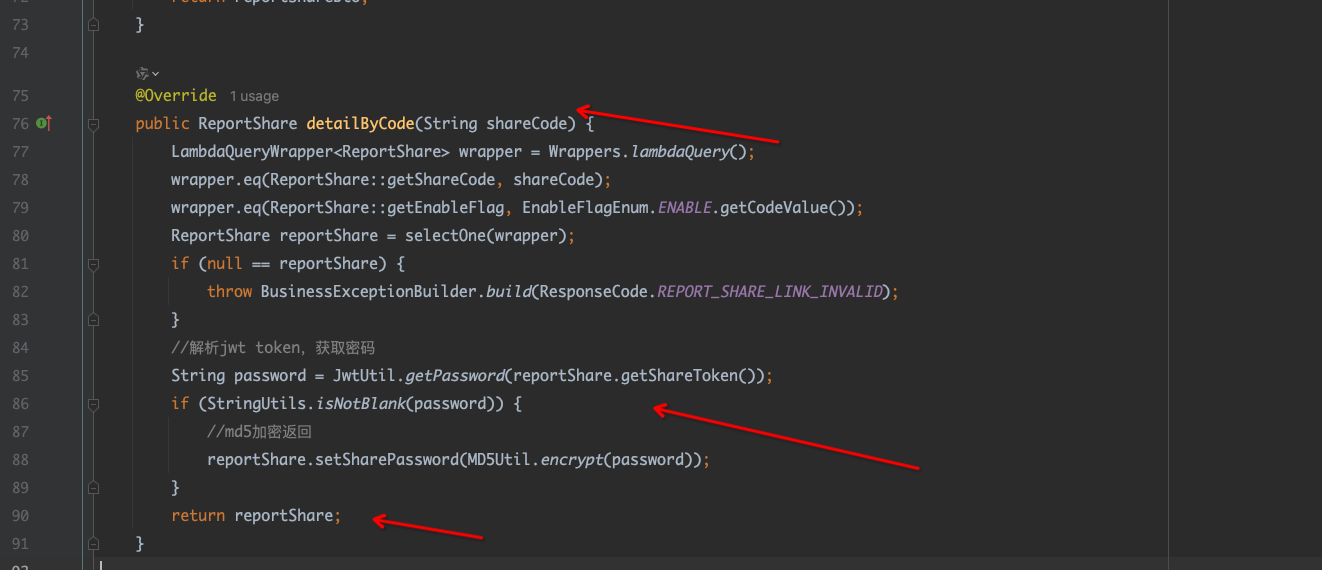 73 }
74
75 @Override 1 usage
76 public ReportShare detailByCode(String shareCode) {
77 LambdaQueryWrapper<ReportShare> wrapper = Wrappers.lambdaQuery();
78 wrapper.eq(ReportShare::getShareCode, shareCode);
79 wrapper.eq(ReportShare::getEnableFlag, EnableFlagEnum.ENABLE.getCodeValue());
80 ReportShare reportShare = selectOne(wrapper);
81 if (null == reportShare) {
82 throw BusinessExceptionBuilder.build(ResponseCode.REPORT_SHARE_LINK_INVALID);
83 }
84 //解析jwt token，获取密码
85 String password = JwtUtil.getPassword(reportShare.getShareToken());
86 if (StringUtils.isNotBlank(password)) {
87 //md5加密返回
88 reportShare.setSharePassword(MD5Util.encrypt(password));
89 }
90 return reportShare;
91 }